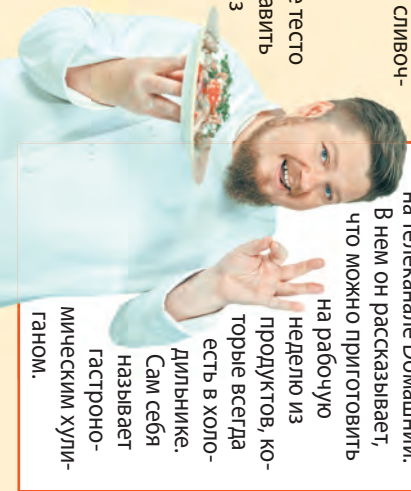 сливоч-
е тесто
авить
з
на телеканале Домашний.
В нем он рассказывает,
что можно приготовить
на рабочую
неделю из
продуктов, ко-
торые всегда
есть в холо-
дильнике.
Сам себя
называет
гастроно-
мическим хули-
ганом.